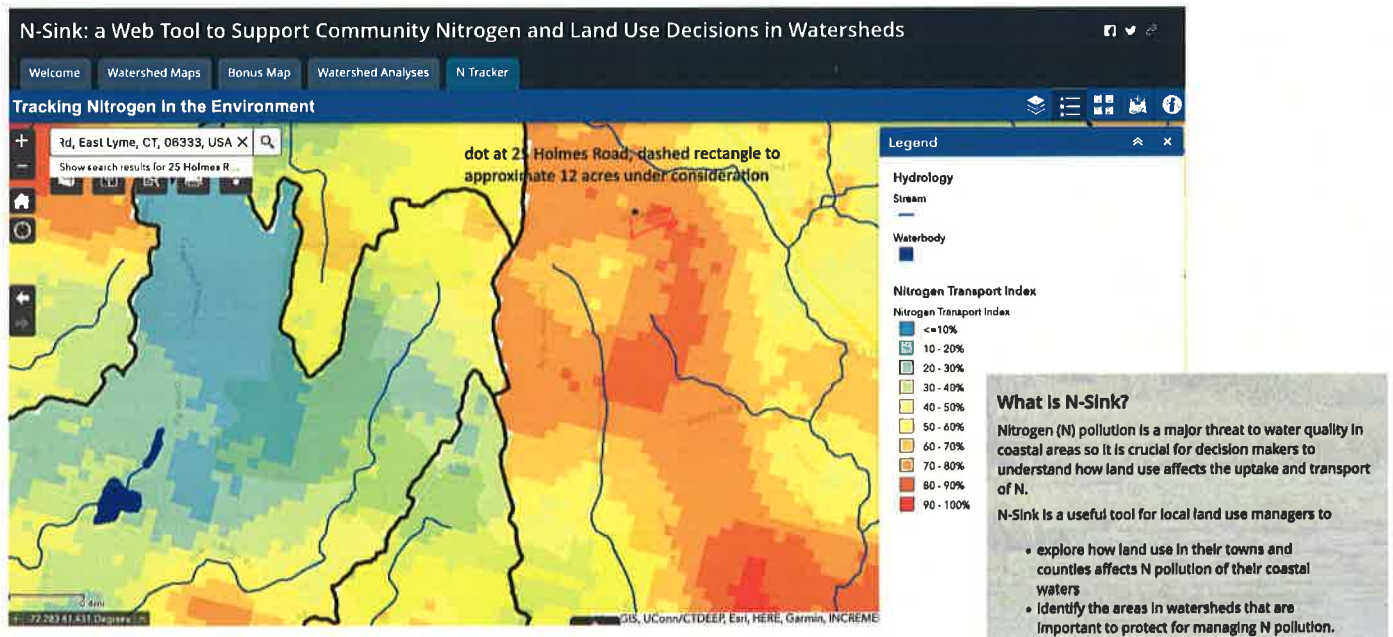 N-Sink: a Web Tool to Support Community Nitrogen and Land Use Decisions in Watersheds
Welcome
Watershed Maps
Bonus Map
Watershed Analyses
N Tracker
Tracking Nitrogen in the Environment
+
−
Rd, East Lyme, CT, 06333, USA X
Show search results for 25 Holmes R...
dot at 25 Holmes Road, dashed rectangle to
approximate 12 acres under consideration
Legend
Hydrology
Stream
Waterbody
Nitrogen Transport Index
Nitrogen Transport Index
<=10%
10 - 20%
20 - 30%
30 - 40%
40 - 50%
50 - 60%
60 - 70%
70 - 80%
80 - 90%
90 - 100%
GIS, UConn/CTDEEP, Esri, HERE, Garmin, INCREME
What is N-Sink?
Nitrogen (N) pollution is a major threat to water quality in
coastal areas so it is crucial for decision makers to
understand how land use affects the uptake and transport
of N.
N-Sink is a useful tool for local land use managers to
• explore how land use in their towns and
counties affects N pollution of their coastal
waters
• identify the areas in watersheds that are
important to protect for managing N pollution.